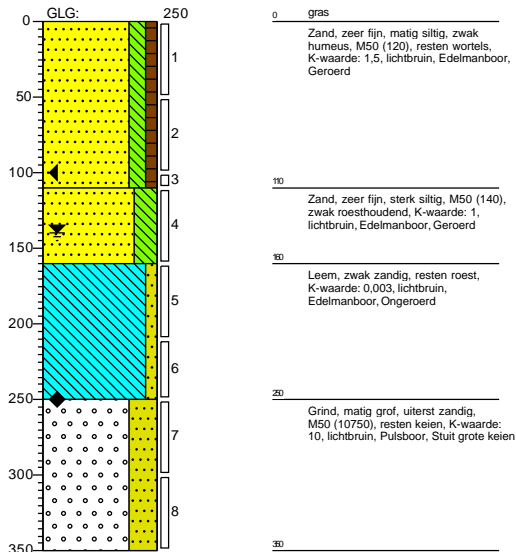 GLG: 250
0
50
100
150
200
250
300
350
1
2
3
4
5
6
7
8
0 gras
Zand, zeer fijn, matig siltig, zwak
humeus, M50 (120), resten wortels,
K-waarde: 1,5, lichtbruin, Edelmanboor,
Geroerd
110
Zand, zeer fijn, sterk siltig, M50 (140),
zwak roesthoudend, K-waarde: 1,
lichtbruin, Edelmanboor, Geroerd
160
Leem, zwak zandig, resten roest,
K-waarde: 0,003, lichtbruin,
Edelmanboor, Ongeroerd
250
Grind, matig grof, uiterst zandig,
M50 (10750), resten keien, K-waarde:
10, lichtbruin, Pulsboor, Stuit grote keien
350